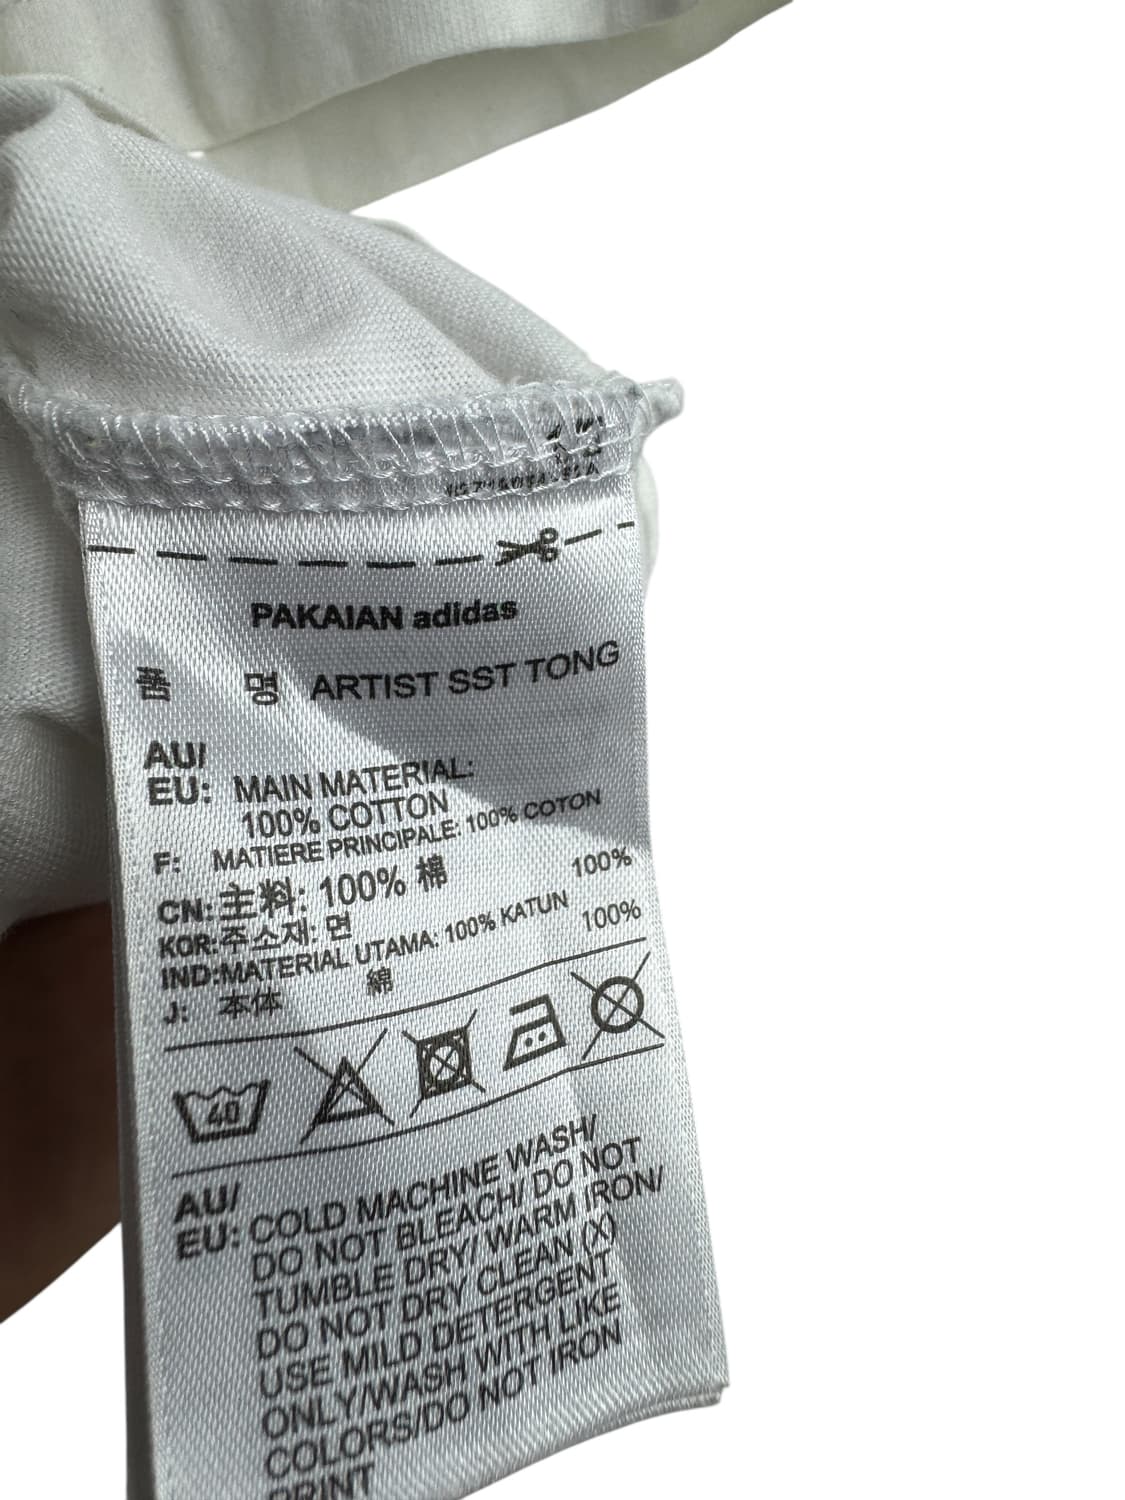 PAKAIAN adidas
품 명 ARTIST SST TONG
AU/
EU: MAIN MATERIAL:
100% COTTON
F: MATIERE PRINCIPALE: 100% COTON
CN: 主料: 100% 棉
KOR: 주소재: 면 100%
IND: MATERIAL UTAMA: 100% KATUN
J: 本体 綿 100%
40
AU/
EU: COLD MACHINE WASH/
DO NOT BLEACH/ DO NOT
TUMBLE DRY/ WARM IRON/
DO NOT DRY CLEAN (X)
USE MILD DETERGENT
ONLY/WASH WITH LIKE
COLORS/DO NOT IRON
PRINT